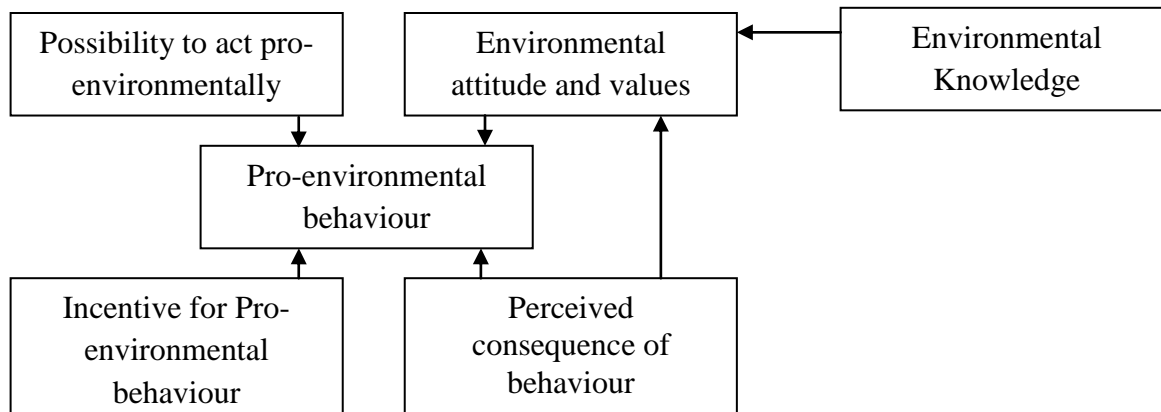 Possibility to act pro-
environmentally
Environmental
attitude and values
Environmental
Knowledge
Pro-environmental
behaviour
Incentive for Pro-
environmental
behaviour
Perceived
consequence of
behaviour